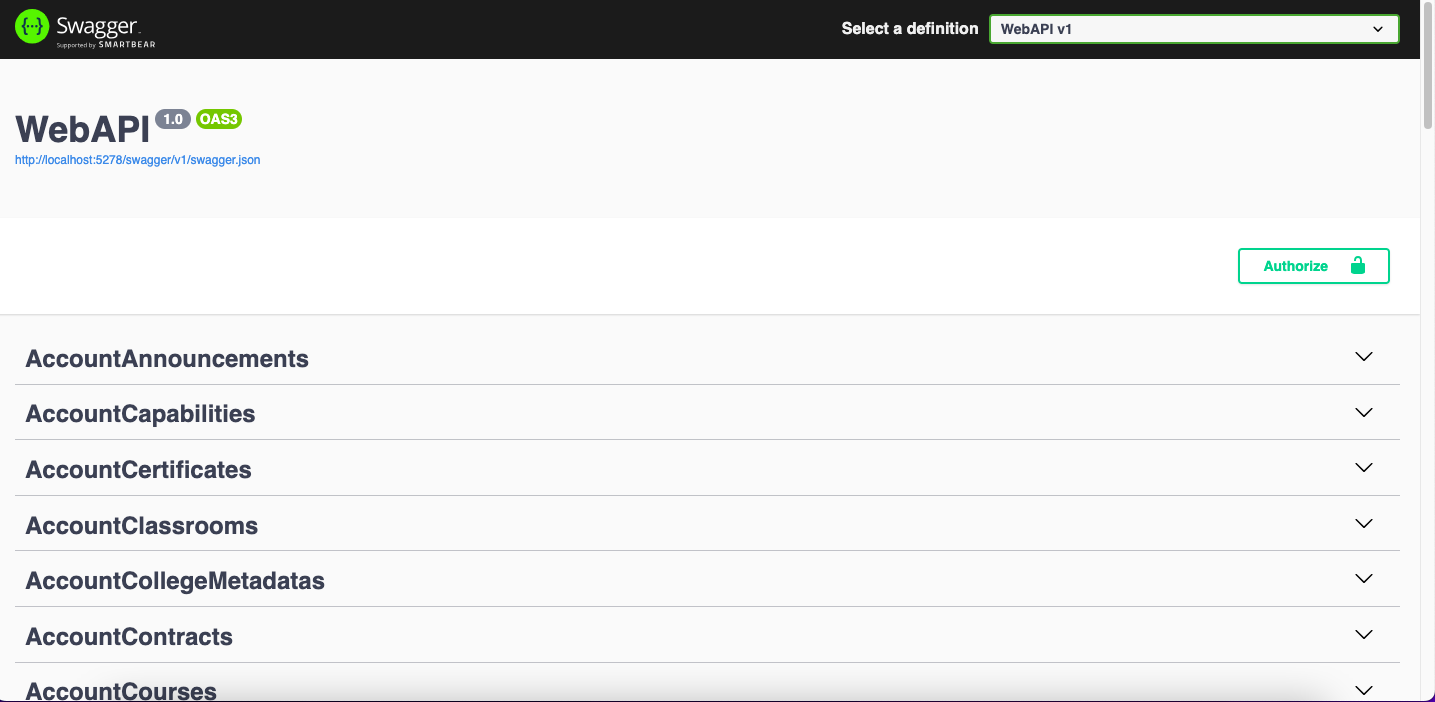 Swagger.
Supported by SMARTBEAR
Select a definition
WebAPI v1
WebAPI 1.0 OAS3
http://localhost:5278/swagger/v1/swagger.json
Authorize
AccountAnnouncements
AccountCapabilities
AccountCertificates
AccountClassrooms
AccountCollegeMetadatas
AccountContracts
AccountCourses